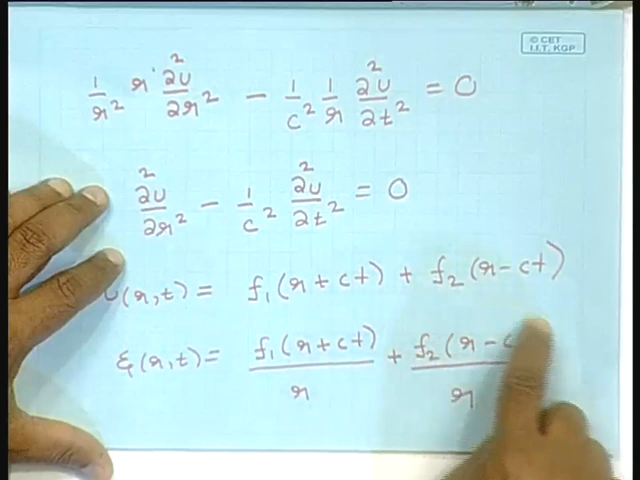 © CET
I.I.T. KGP
1/r² r ∂²U/∂r² - 1/c² 1/r ∂²U/∂t² = 0
∂²U/∂r² - 1/c² ∂²U/∂t² = 0
U(r,t) = f₁(r+ct) + f₂(r-ct)
ξ(r,t) = f₁(r+ct)/r + f₂(r-c /r